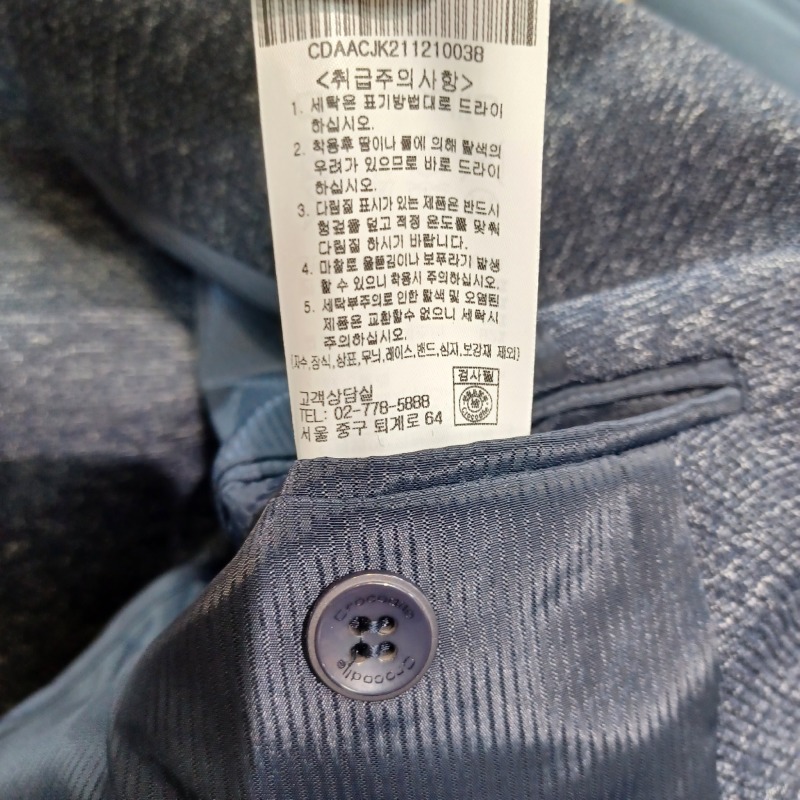 CDAACJK211210038
<취급주의사항>
1. 세탁은 표기방법대로 드라이
하십시오.
2. 착용후 땀이나 물에 의해 탈색의
우려가 있으므로 바로 드라이
하십시오.
3. 다림질 표시가 있는 제품은 반드시
헝겊을 덮고 적정 온도를 맞춰
다림질 하시기 바랍니다.
4. 마찰로 올뜯김이나 보푸라기 발생
할 수 있으니 착용시 주의하십시오.
5. 세탁부주의로 인한 탈색 및 오염된
제품은 교환할수 없으니 세탁시
주의하십시오.
(자수,장식,상표,무늬,레이스,밴드,심지,보강재 제외)
검사필
고객상담실
TEL: 02-778-5888
서울 중구 퇴계로 64
Crocodile
Crocodile
Crocodile